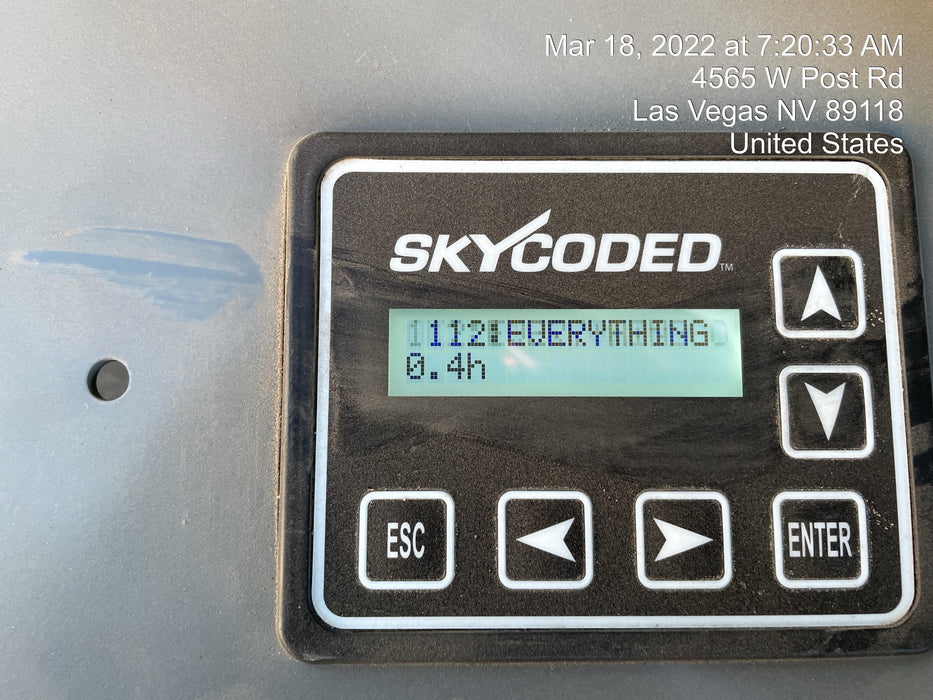 Mar 18, 2022 at 7:20:33 AM
4565 W Post Rd
Las Vegas NV 89118
United States
SKYCODED™
112:EVERYTHING
0.4h
ESC
ENTER